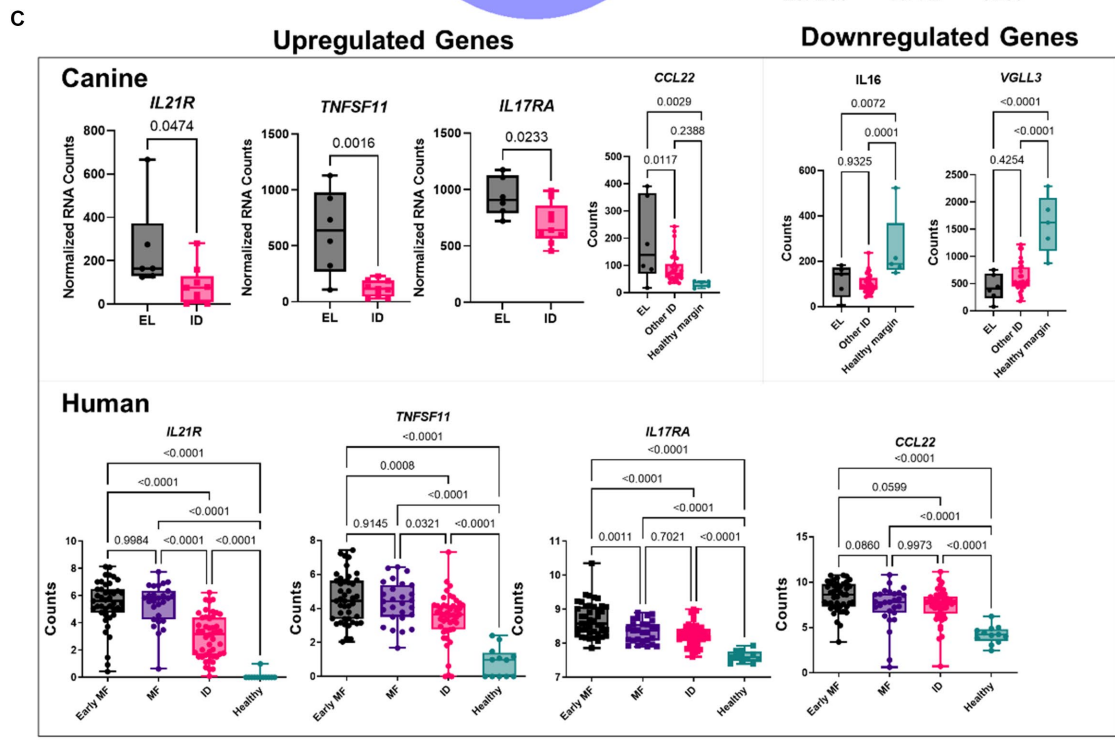 C
Upregulated Genes
Downregulated Genes
Canine
IL21R
0.0474
Normalized RNA Counts
800
600
400
200
0
EL
ID
TNFSF11
0.0016
Normalized RNA Counts
1500
1000
500
0
EL
ID
IL17RA
0.0233
Normalized RNA Counts
1500
1000
500
0
EL
ID
CCL22
0.0029
0.2388
0.0117
Counts
500
400
300
200
100
0
EL
Other ID
Healthy margin
IL16
0.0072
0.0001
0.9325
Counts
600
400
200
0
EL
Other ID
Healthy margin
VGLL3
<0.0001
<0.0001
0.4254
Counts
2500
2000
1500
1000
500
0
EL
Other ID
Healthy margin
Human
IL21R
<0.0001
<0.0001
<0.0001
0.9984
<0.0001
<0.0001
Counts
10
8
6
4
2
0
Early MF
MF
ID
Healthy
TNFSF11
<0.0001
0.0008
<0.0001
0.9145
0.0321
<0.0001
Counts
8
6
4
2
0
Early MF
MF
ID
Healthy
IL17RA
<0.0001
<0.0001
<0.0001
0.0011
0.7021
<0.0001
Counts
11
10
9
8
7
Early MF
MF
ID
Healthy
CCL22
<0.0001
0.0599
<0.0001
0.0860
0.9973
<0.0001
Counts
15
10
5
0
Early MF
MF
ID
Healthy